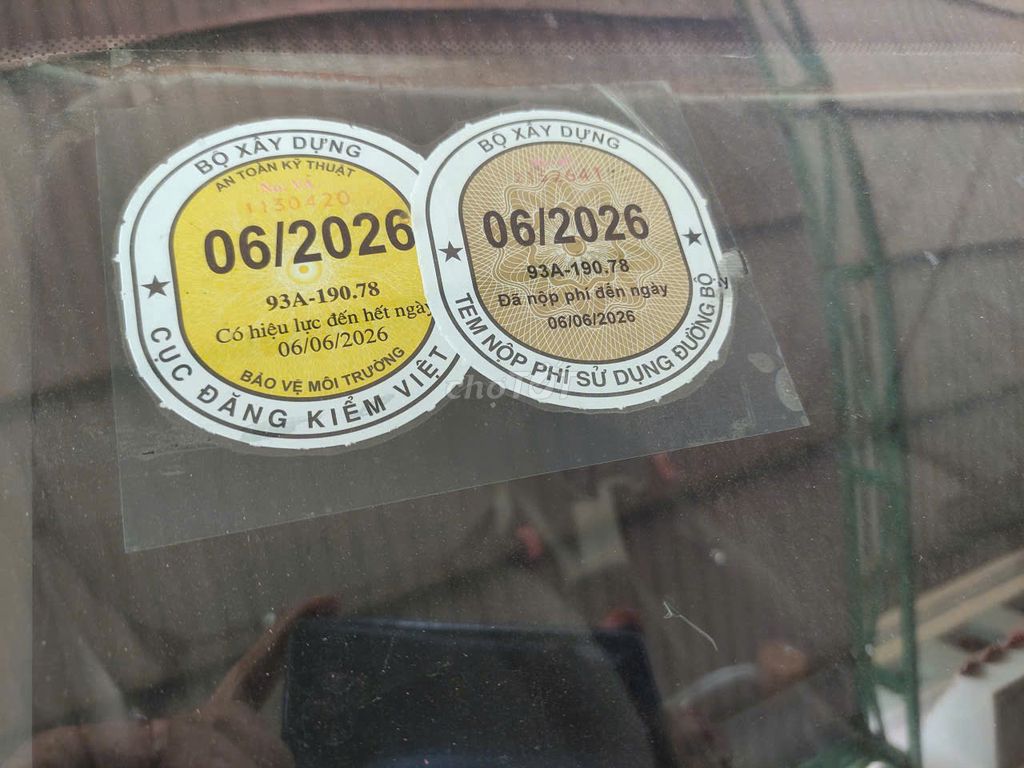 BỘ XÂY DỰNG
AN TOÀN KỸ THUẬT
1130420
06/2026
93A-190.78
Có hiệu lực đến hết ngày
06/06/2026
BẢO VỆ MÔI TRƯỜNG
CỤC ĐĂNG KIỂM VIỆT
BỘ XÂY DỰNG
06/2026
93A-190.78
Đã nộp phí đến ngày
06/06/2026
TEM NỘP PHÍ SỬ DỤNG ĐƯỜNG BỘ
chợTỐT